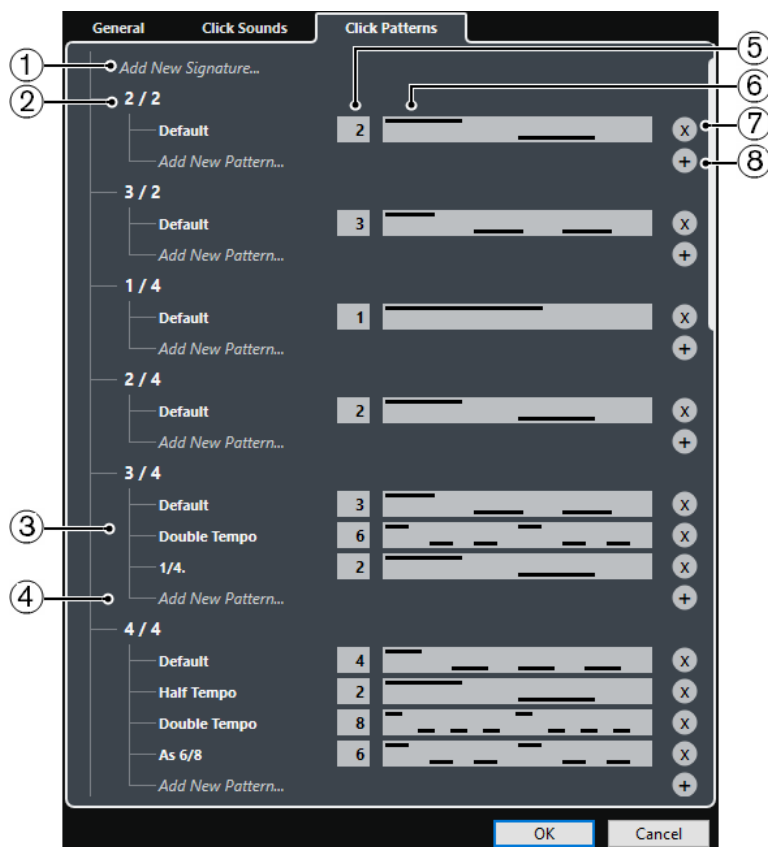 General Click Sounds Click Patterns
1 Add New Signature... 5
2 2 / 2 6
Default 2 x 7
Add New Pattern... + 8
3 / 2
Default 3 x
Add New Pattern... +
1 / 4
Default 1 x
Add New Pattern... +
2 / 4
Default 2 x
Add New Pattern... +
3 / 4
Default 3 x
3 Double Tempo 6 x
1/4. 2 x
4 Add New Pattern... +
4 / 4
Default 4 x
Half Tempo 2 x
Double Tempo 8 x
As 6/8 6 x
Add New Pattern... +
OK Cancel